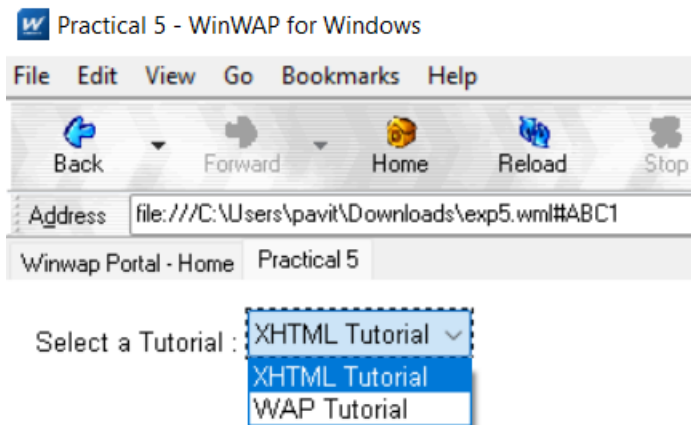 Practical 5 - WinWAP for Windows
File Edit View Go Bookmarks Help
Back Forward Home Reload Stop
Address file:///C:\Users\pavit\Downloads\exp5.wml#ABC1
Winwap Portal - Home Practical 5
Select a Tutorial : XHTML Tutorial
XHTML Tutorial
WAP Tutorial